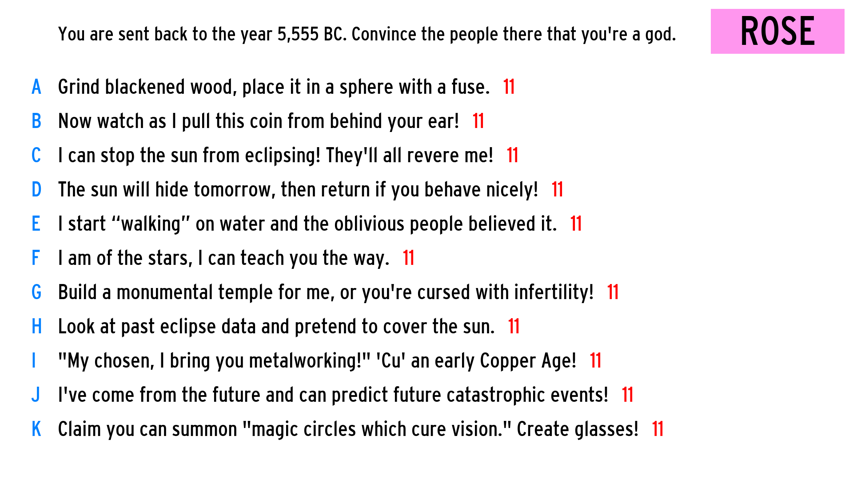 You are sent back to the year 5,555 BC. Convince the people there that you're a god.
ROSE
A Grind blackened wood, place it in a sphere with a fuse. 11
B Now watch as I pull this coin from behind your ear! 11
C I can stop the sun from eclipsing! They'll all revere me! 11
D The sun will hide tomorrow, then return if you behave nicely! 11
E I start “walking” on water and the oblivious people believed it. 11
F I am of the stars, I can teach you the way. 11
G Build a monumental temple for me, or you're cursed with infertility! 11
H Look at past eclipse data and pretend to cover the sun. 11
I "My chosen, I bring you metalworking!" 'Cu' an early Copper Age! 11
J I've come from the future and can predict future catastrophic events! 11
K Claim you can summon "magic circles which cure vision." Create glasses! 11